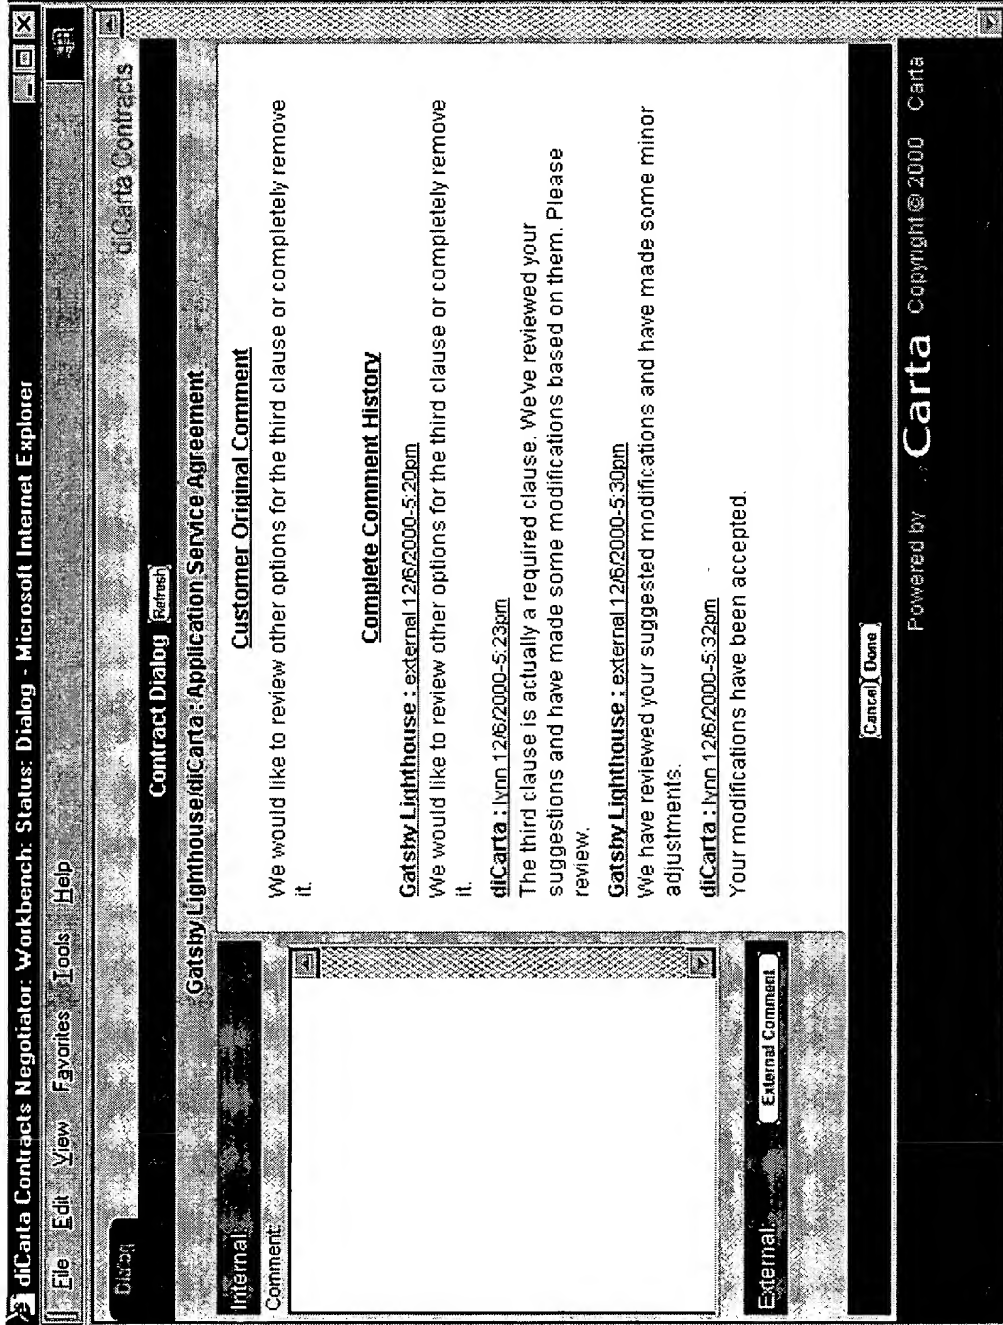 diCarta Contracts Negotiator: Workbench: Status: Dialog - Microsoft Internet Explorer
File Edit View Favorites Tools Help
Dialog
diCarta Contracts
Contract Dialog Refresh
Gatsby Lighthouse/diCarta : Application Service Agreement
Internal:
Comment:
External:
External Comment
Customer Original Comment
We would like to review other options for the third clause or completely remove
it.
Complete Comment History
Gatsby Lighthouse : external 12/6/2000-5:20pm
We would like to review other options for the third clause or completely remove
it.
diCarta : lynn 12/6/2000-5:23pm
The third clause is actually a required clause. We've reviewed your
suggestions and have made some modifications based on them. Please
review.
Gatsby Lighthouse : external 12/6/2000-5:30pm
We have reviewed your suggested modifications and have made some minor
adjustments.
diCarta : lynn 12/6/2000-5:32pm
Your modifications have been accepted.
Cancel Done
Powered by Carta Copyright © 2000 Carta